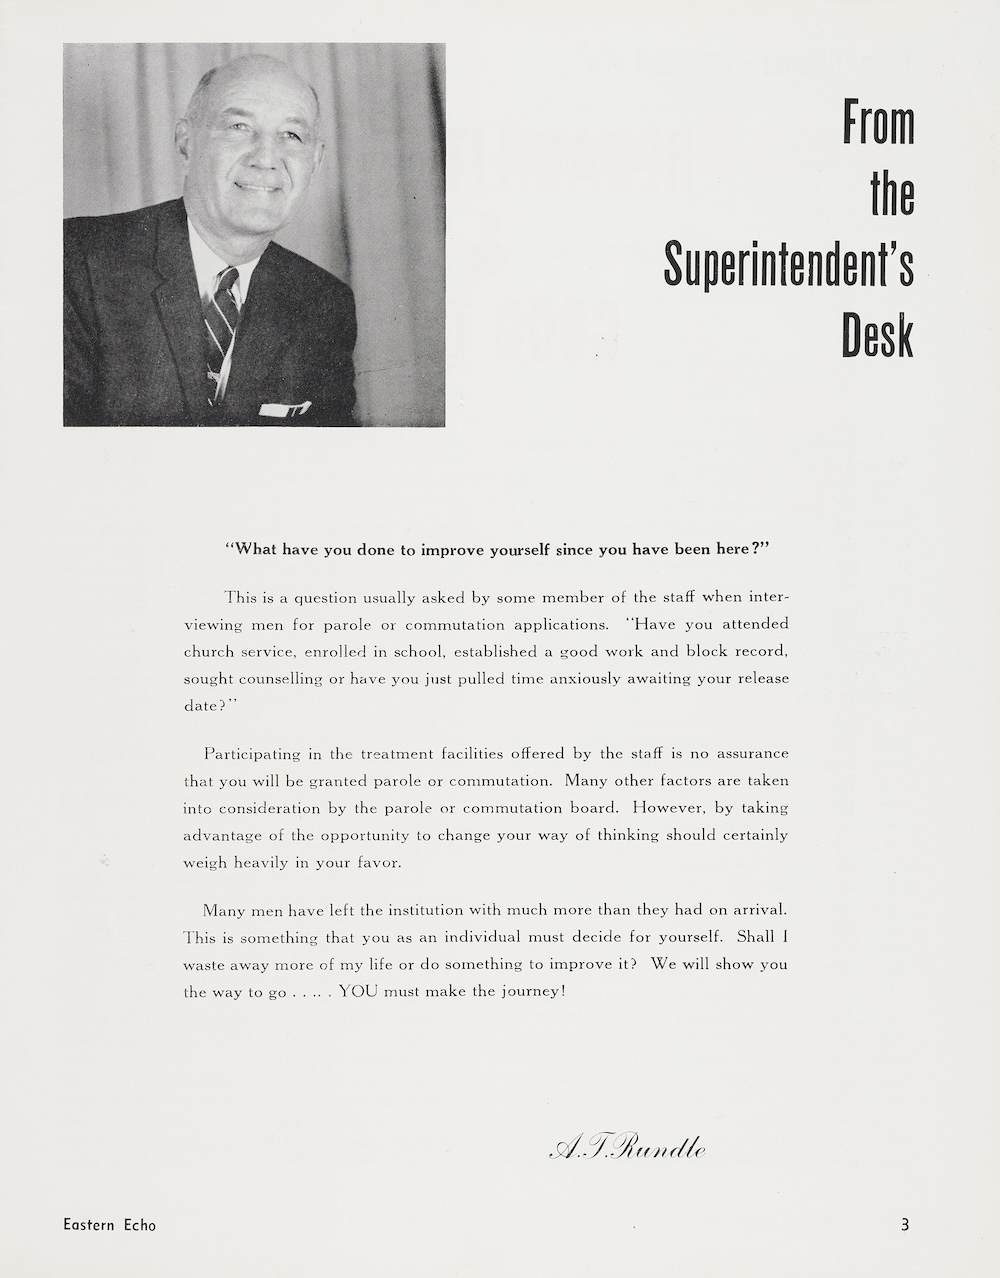 From
the
Superintendent's
Desk
“What have you done to improve yourself since you have been here?”
This is a question usually asked by some member of the staff when inter-
viewing men for parole or commutation applications. “Have you attended
church service, enrolled in school, established a good work and block record,
sought counselling or have you just pulled time anxiously awaiting your release
date?”
Participating in the treatment facilities offered by the staff is no assurance
that you will be granted parole or commutation. Many other factors are taken
into consideration by the parole or commutation board. However, by taking
advantage of the opportunity to change your way of thinking should certainly
weigh heavily in your favor.
Many men have left the institution with much more than they had on arrival.
This is something that you as an individual must decide for yourself. Shall I
waste away more of my life or do something to improve it? We will show you
the way to go . . . . . YOU must make the journey!
A.T.Rundle
Eastern Echo
3